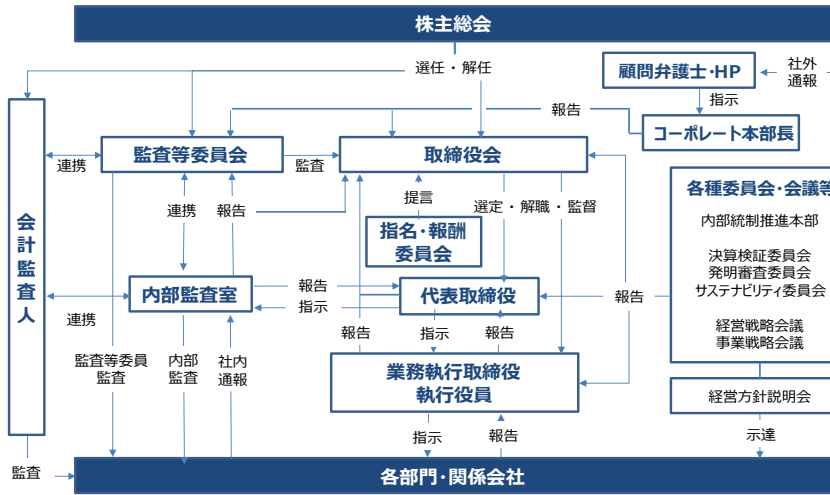 株主総会
選任・解任
顧問弁護士・HP
社外
通報
指示
報告
コーポレート本部長
監査等委員会
監査
取締役会
連携
各種委員会・会議等
内部統制推進本部
決算検証委員会
発明審査委員会
サステナビリティ委員会
経営戦略会議
事業戦略会議
提言
選定・解職・監督
連携
報告
指名・報酬
委員会
会計監査人
内部監査室
報告
指示
代表取締役
報告
連携
報告
指示
報告
監査等委員
監査
内部
監査
社内
通報
業務執行取締役
執行役員
経営方針説明会
指示
報告
示達
監査
各部門・関係会社